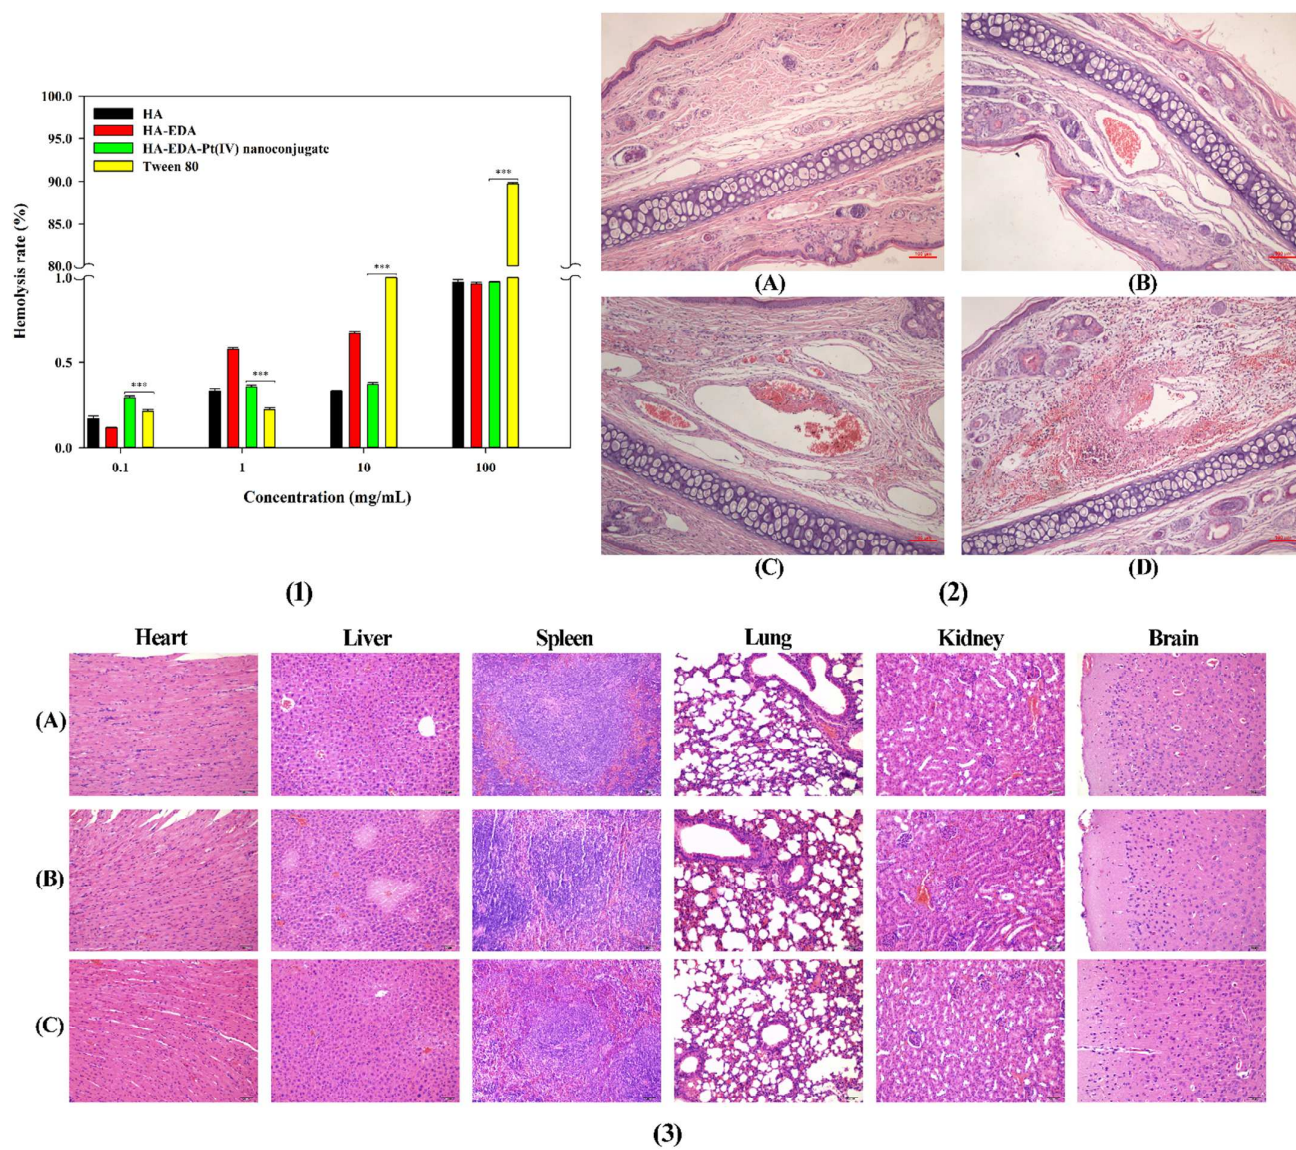 100.0
95.0
90.0
85.0
80.0
1.0
0.5
0.0
Hemolysis rate (%)
HA
HA-EDA
HA-EDA-Pt(IV) nanoconjugate
Tween 80
***
***
***
***
0.1 1 10 100
Concentration (mg/mL)
(1)
(A) (B)
(C) (D)
(2)
Heart Liver Spleen Lung Kidney Brain
(A)
(B)
(C)
(3)